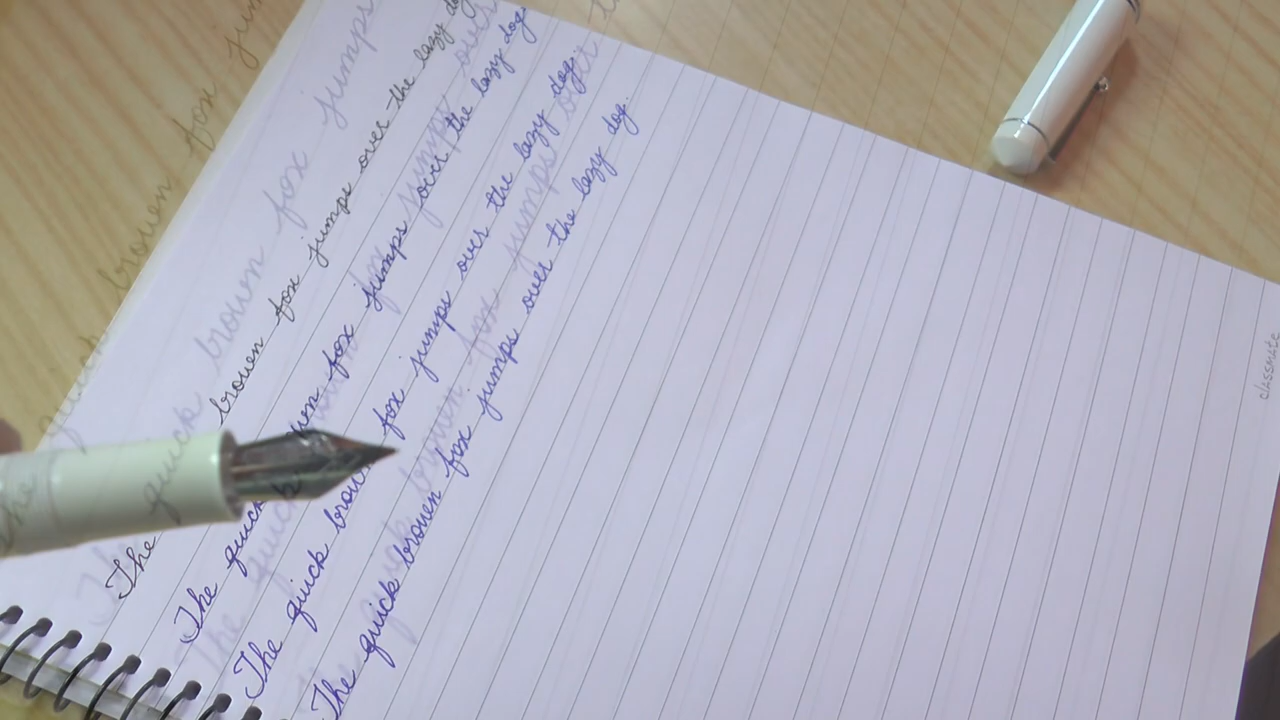 The brown fox jumps over the lazy
The quick fox jumps over the lazy dog.
The quick brown fox jumps over the lazy dog.
The quick brown fox jumps over the lazy dog.
classmate